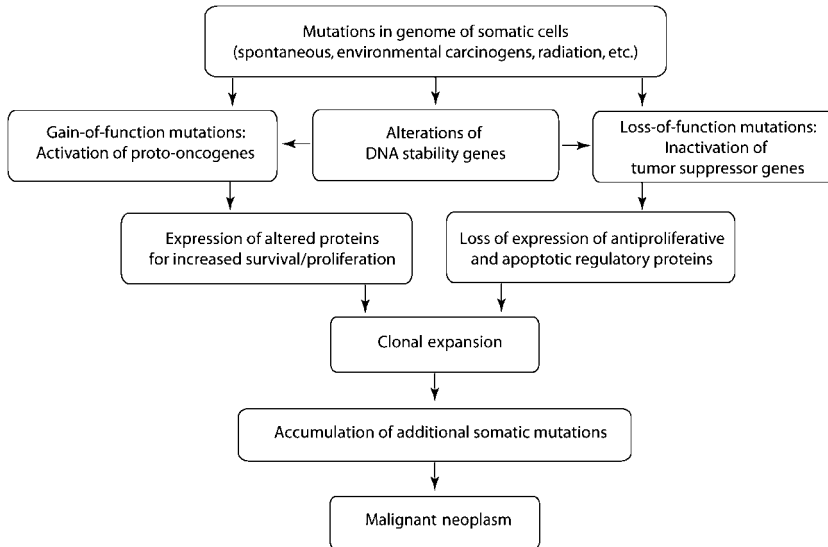 Mutations in genome of somatic cells
(spontaneous, environmental carcinogens, radiation, etc.)
Gain-of-function mutations:
Activation of proto-oncogenes
Alterations of
DNA stability genes
Loss-of-function mutations:
Inactivation of
tumor suppressor genes
Expression of altered proteins
for increased survival/proliferation
Loss of expression of antiproliferative
and apoptotic regulatory proteins
Clonal expansion
Accumulation of additional somatic mutations
Malignant neoplasm